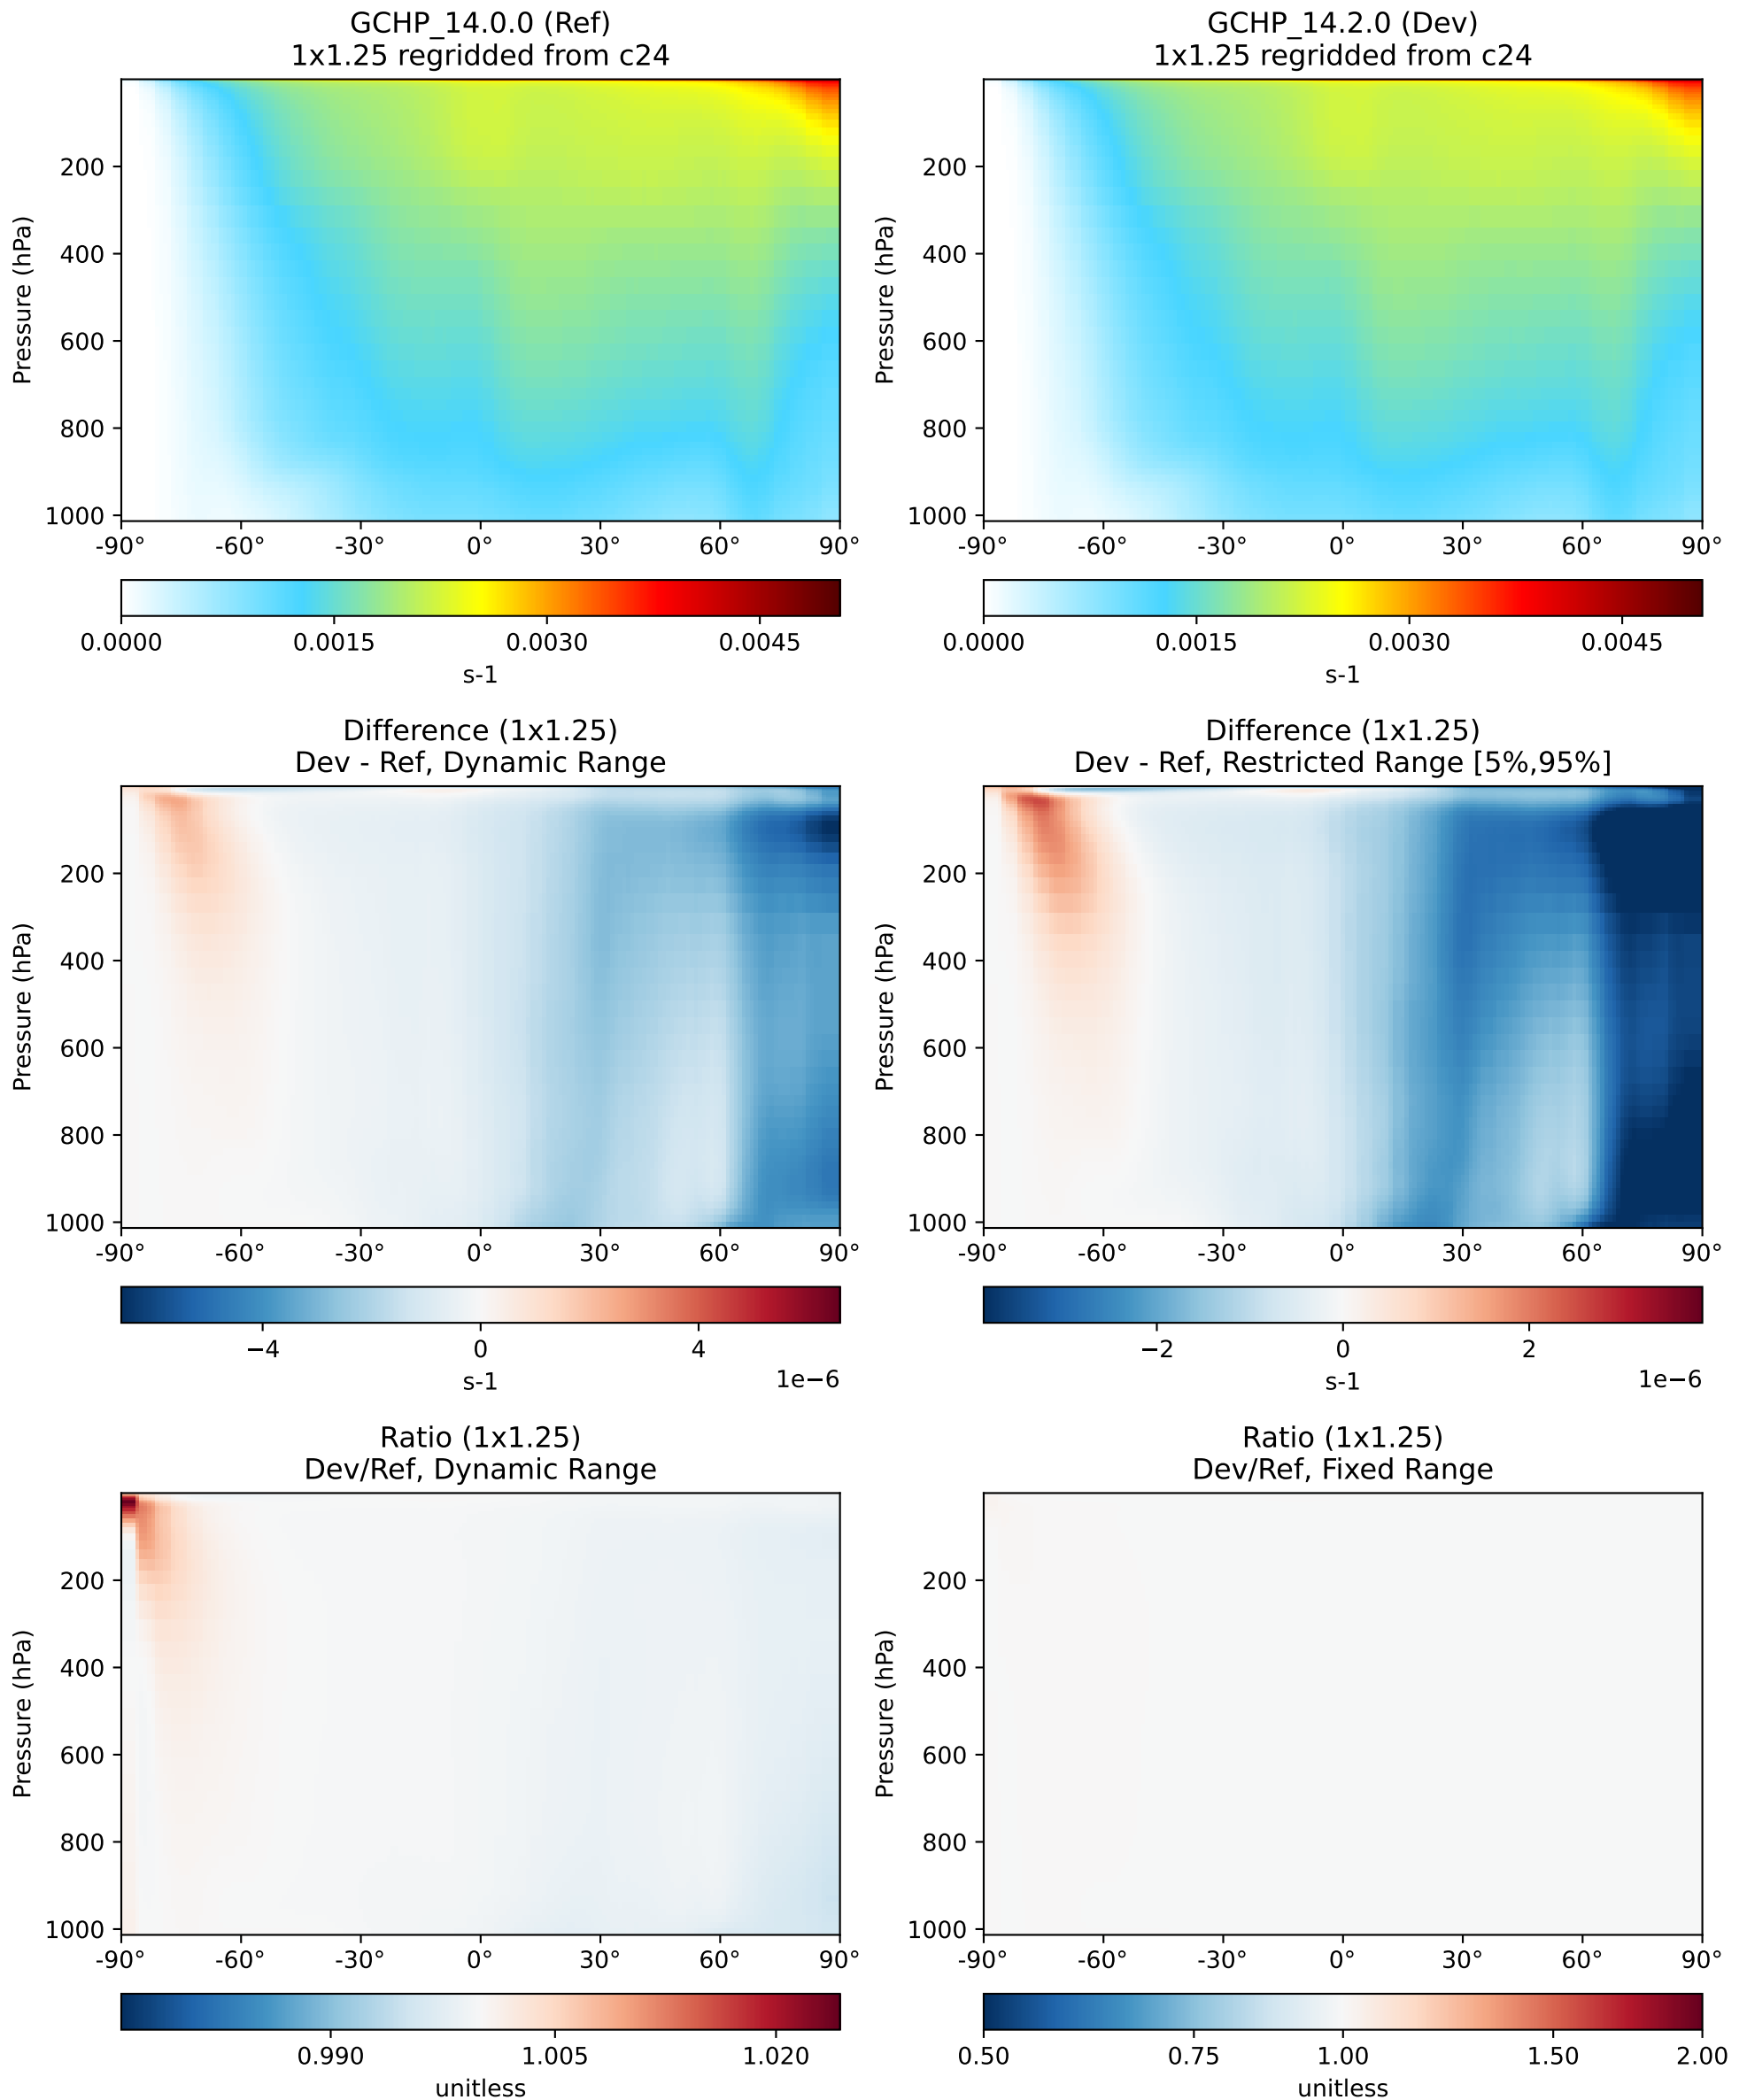 GCHP_14.0.0 (Ref)
1x1.25 regridded from c24
Pressure (hPa)
200
400
600
800
1000
-90° -60° -30° 0° 30° 60° 90°
0.0000 0.0015 0.0030 0.0045
s-1
GCHP_14.2.0 (Dev)
1x1.25 regridded from c24
Pressure (hPa)
200
400
600
800
1000
-90° -60° -30° 0° 30° 60° 90°
0.0000 0.0015 0.0030 0.0045
s-1
Difference (1x1.25)
Dev - Ref, Dynamic Range
Pressure (hPa)
200
400
600
800
1000
-90° -60° -30° 0° 30° 60° 90°
−4 0 4
s-1 1e−6
Difference (1x1.25)
Dev - Ref, Restricted Range [5%,95%]
Pressure (hPa)
200
400
600
800
1000
-90° -60° -30° 0° 30° 60° 90°
−2 0 2
s-1 1e−6
Ratio (1x1.25)
Dev/Ref, Dynamic Range
Pressure (hPa)
200
400
600
800
1000
-90° -60° -30° 0° 30° 60° 90°
0.990 1.005 1.020
unitless
Ratio (1x1.25)
Dev/Ref, Fixed Range
Pressure (hPa)
200
400
600
800
1000
-90° -60° -30° 0° 30° 60° 90°
0.50 0.75 1.00 1.50 2.00
unitless